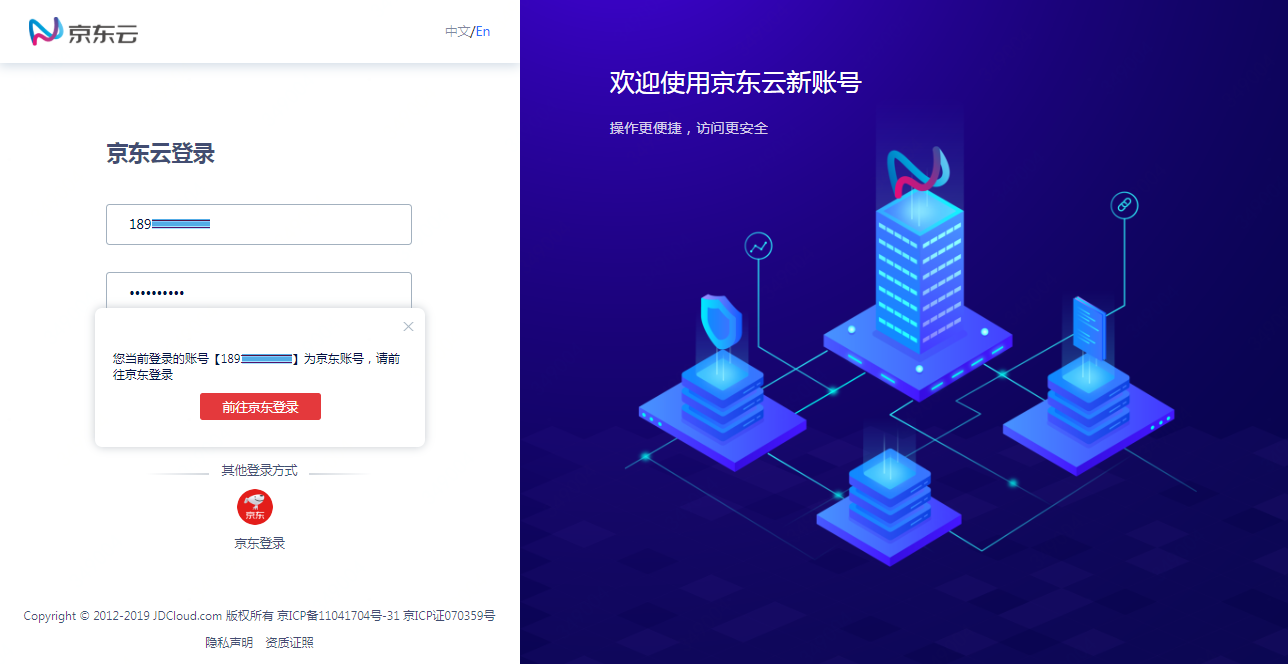 京东云
中文/En
京东云登录
189
••••••••••
您当前登录的账号【189】为京东账号，请前
往京东登录
前往京东登录
其他登录方式
京东
京东登录
Copyright © 2012-2019 JDCloud.com 版权所有 京ICP备11041704号-31 京ICP证070359号
隐私声明 资质证照
欢迎使用京东云新账号
操作更便捷，访问更安全